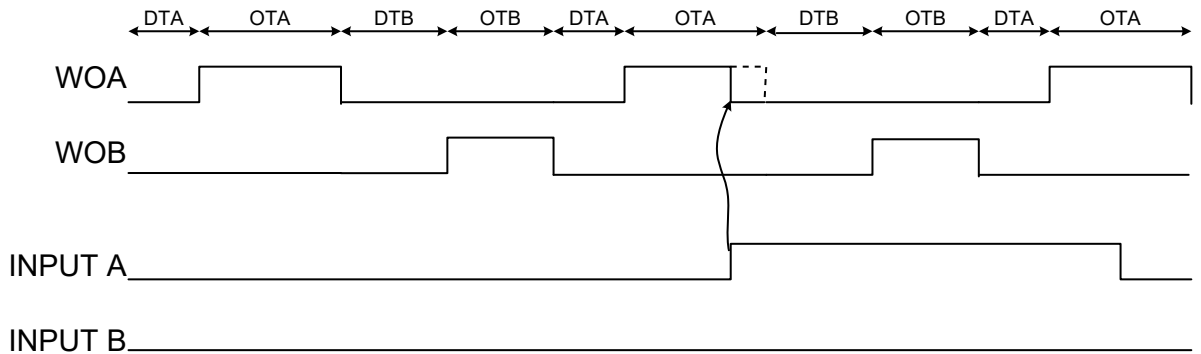 DTA OTA DTB OTB DTA OTA DTB OTB DTA OTA
WOA
WOB
INPUT A
INPUT B